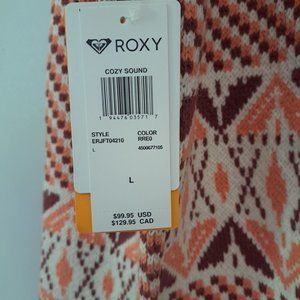 ROXY
COZY SOUND
1 94476 03571 7
STYLE COLOR
ERJFT04210 RRE0
L 4500677105
L
$99.95 USD
$129.95 CAD